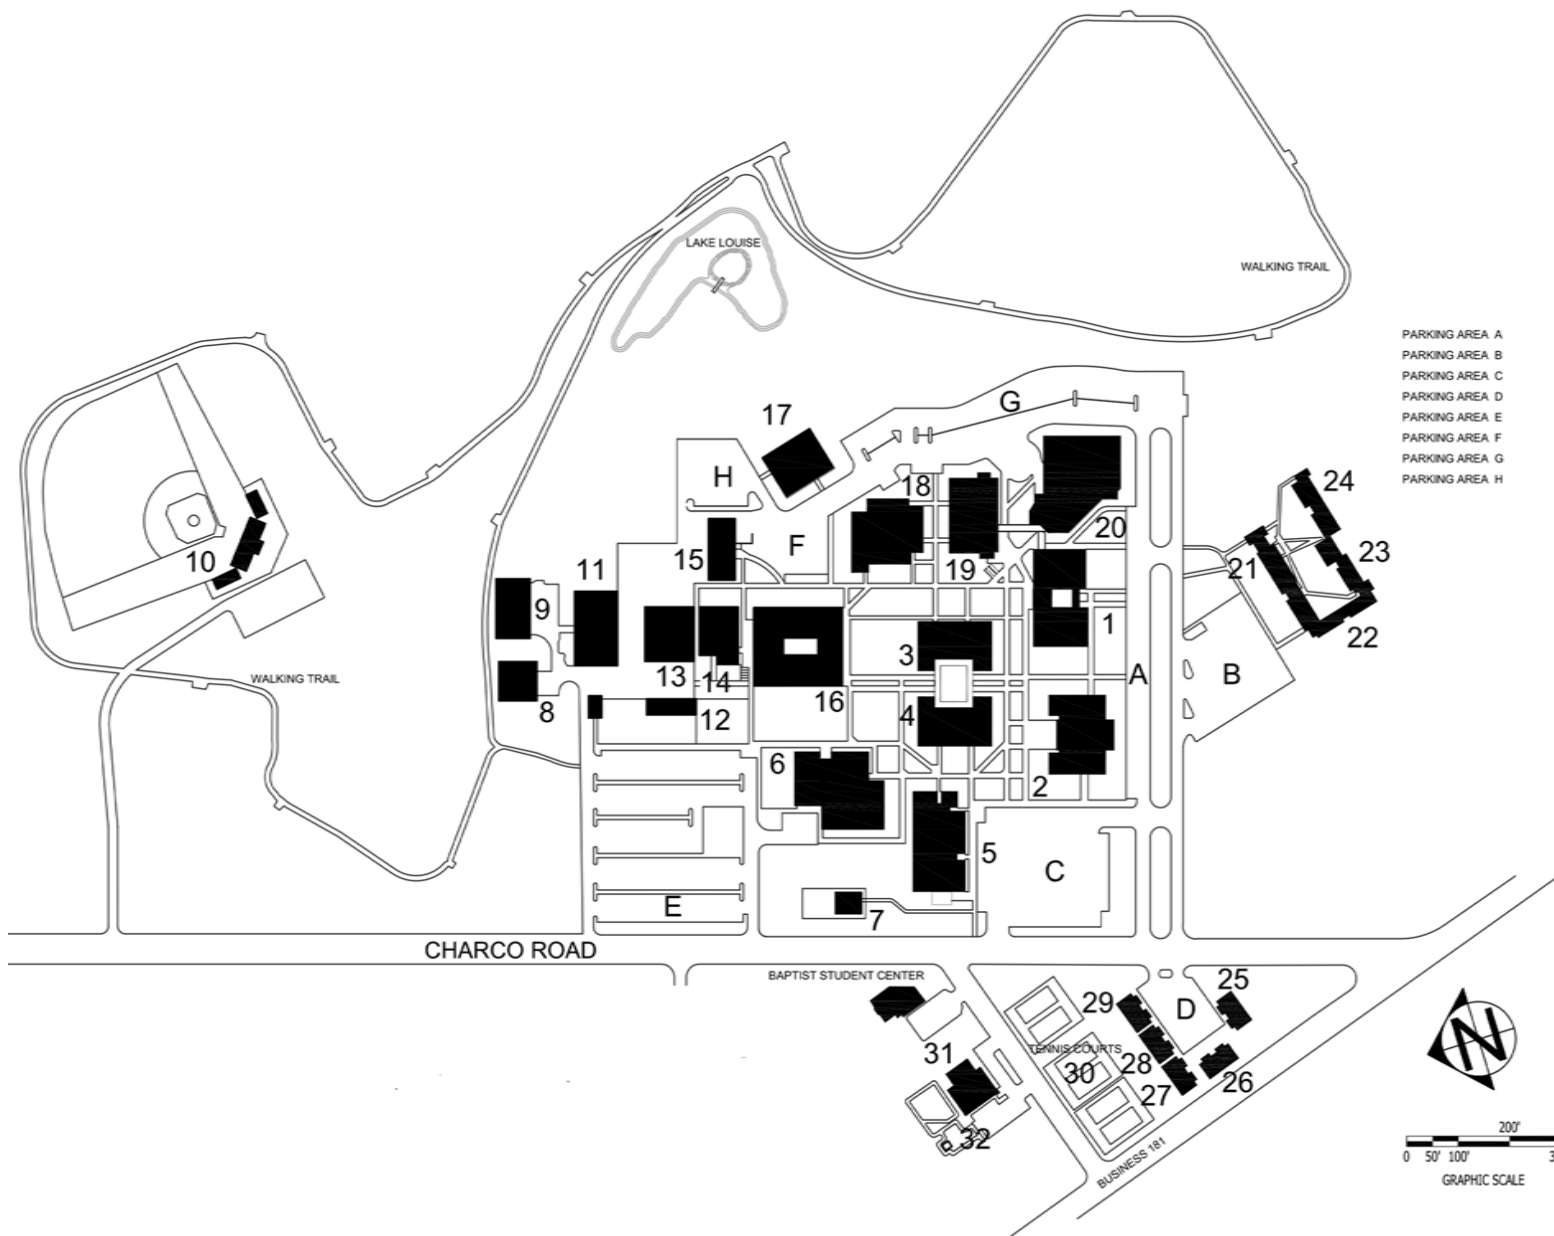 LAKE LOUISE
WALKING TRAIL
PARKING AREA A
PARKING AREA B
PARKING AREA C
PARKING AREA D
PARKING AREA E
PARKING AREA F
PARKING AREA G
PARKING AREA H
G
17
H
18
24
20
10
15
F
19
21
23
11
9
1
22
3
13
14
A
B
8
12
16
4
6
2
5
C
E
7
CHARCO ROAD
BAPTIST STUDENT CENTER
WALKING TRAIL
25
29
D
31
TENNIS COURTS
30
28
27
26
32
BUSINESS 181
N
200'
0 50' 100' 3
GRAPHIC SCALE